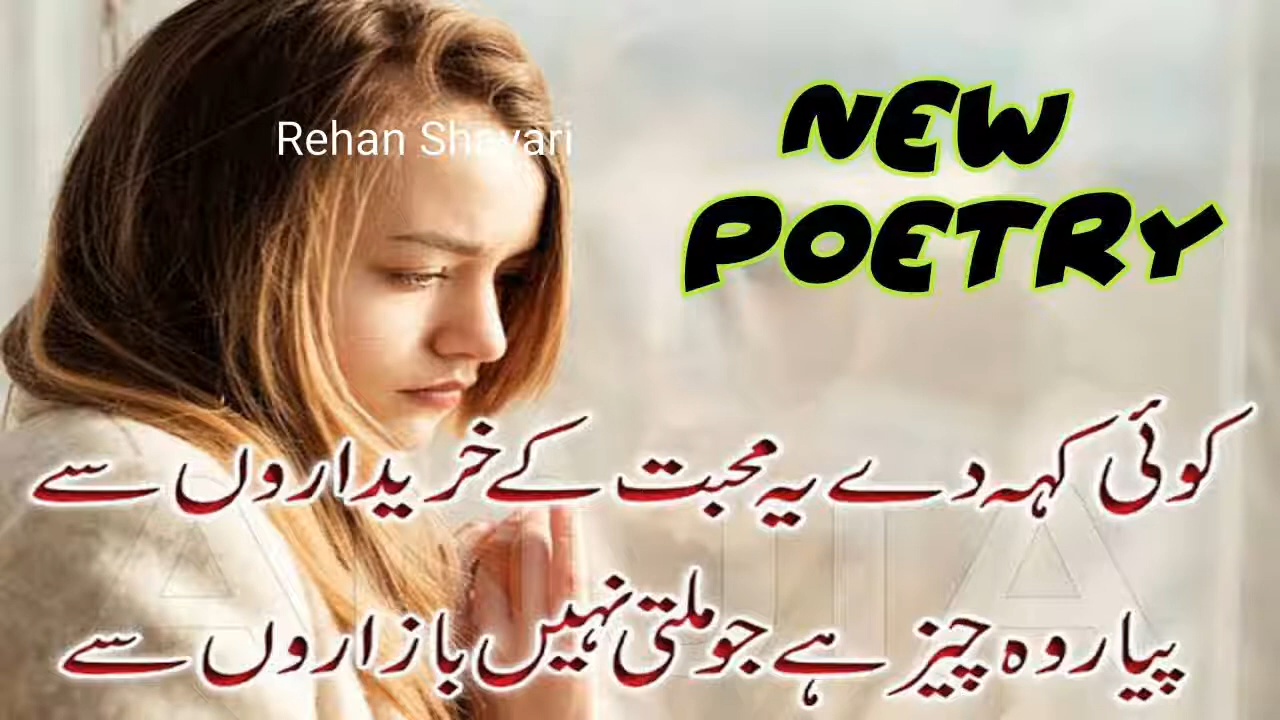 Rehan Shayari
NEW
POETRY
کوئی کہہ دے یہ محبت کے خریداروں سے
پیار وہ چیز ہے جو ملتی نہیں بازاروں سے